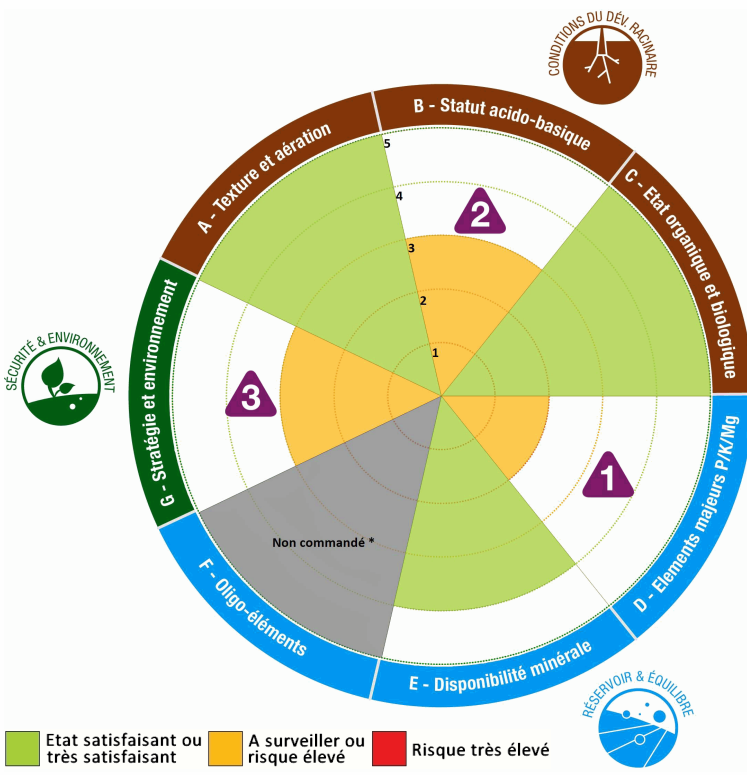 CONDITIONS DU DÉV. RACINAIRE
B - Statut acido-basique
A - Texture et aération
C - Etat organique et biologique
5
4
2
3
2
1
SÉCURITÉ & ENVIRONNEMENT
G - Stratégie et environnement
3
1
D - Elements majeurs P/K/Mg
Non commandé *
F - Oligo-éléments
E - Disponibilité minérale
RÉSERVOIR & ÉQUILIBRE
Etat satisfaisant ou
très satisfaisant
A surveiller ou
risque élevé
Risque très élevé